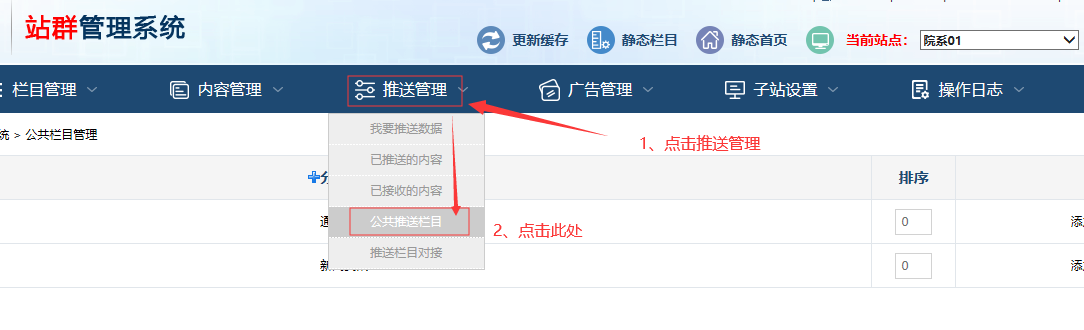 站群管理系统
更新缓存
静态栏目
静态首页
当前站点：
院系01
栏目管理
内容管理
推送管理
广告管理
子站设置
操作日志
> 公共栏目管理
1、点击推送管理
我要推送数据
已推送的内容
已接收的内容
公共推送栏目
推送栏目对接
2、点击此处
排序
0
0